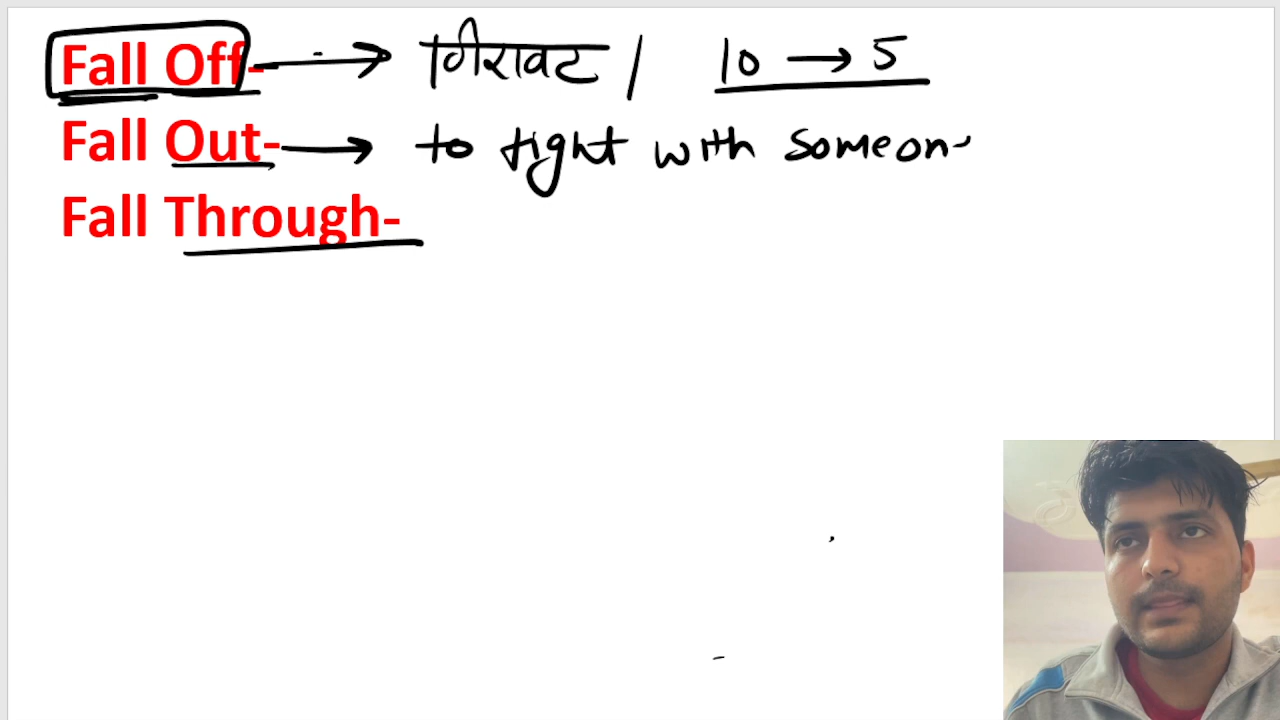 Fall Off- → गिरावट / 10 → 5
Fall Out- → to fight with someon
Fall Through-